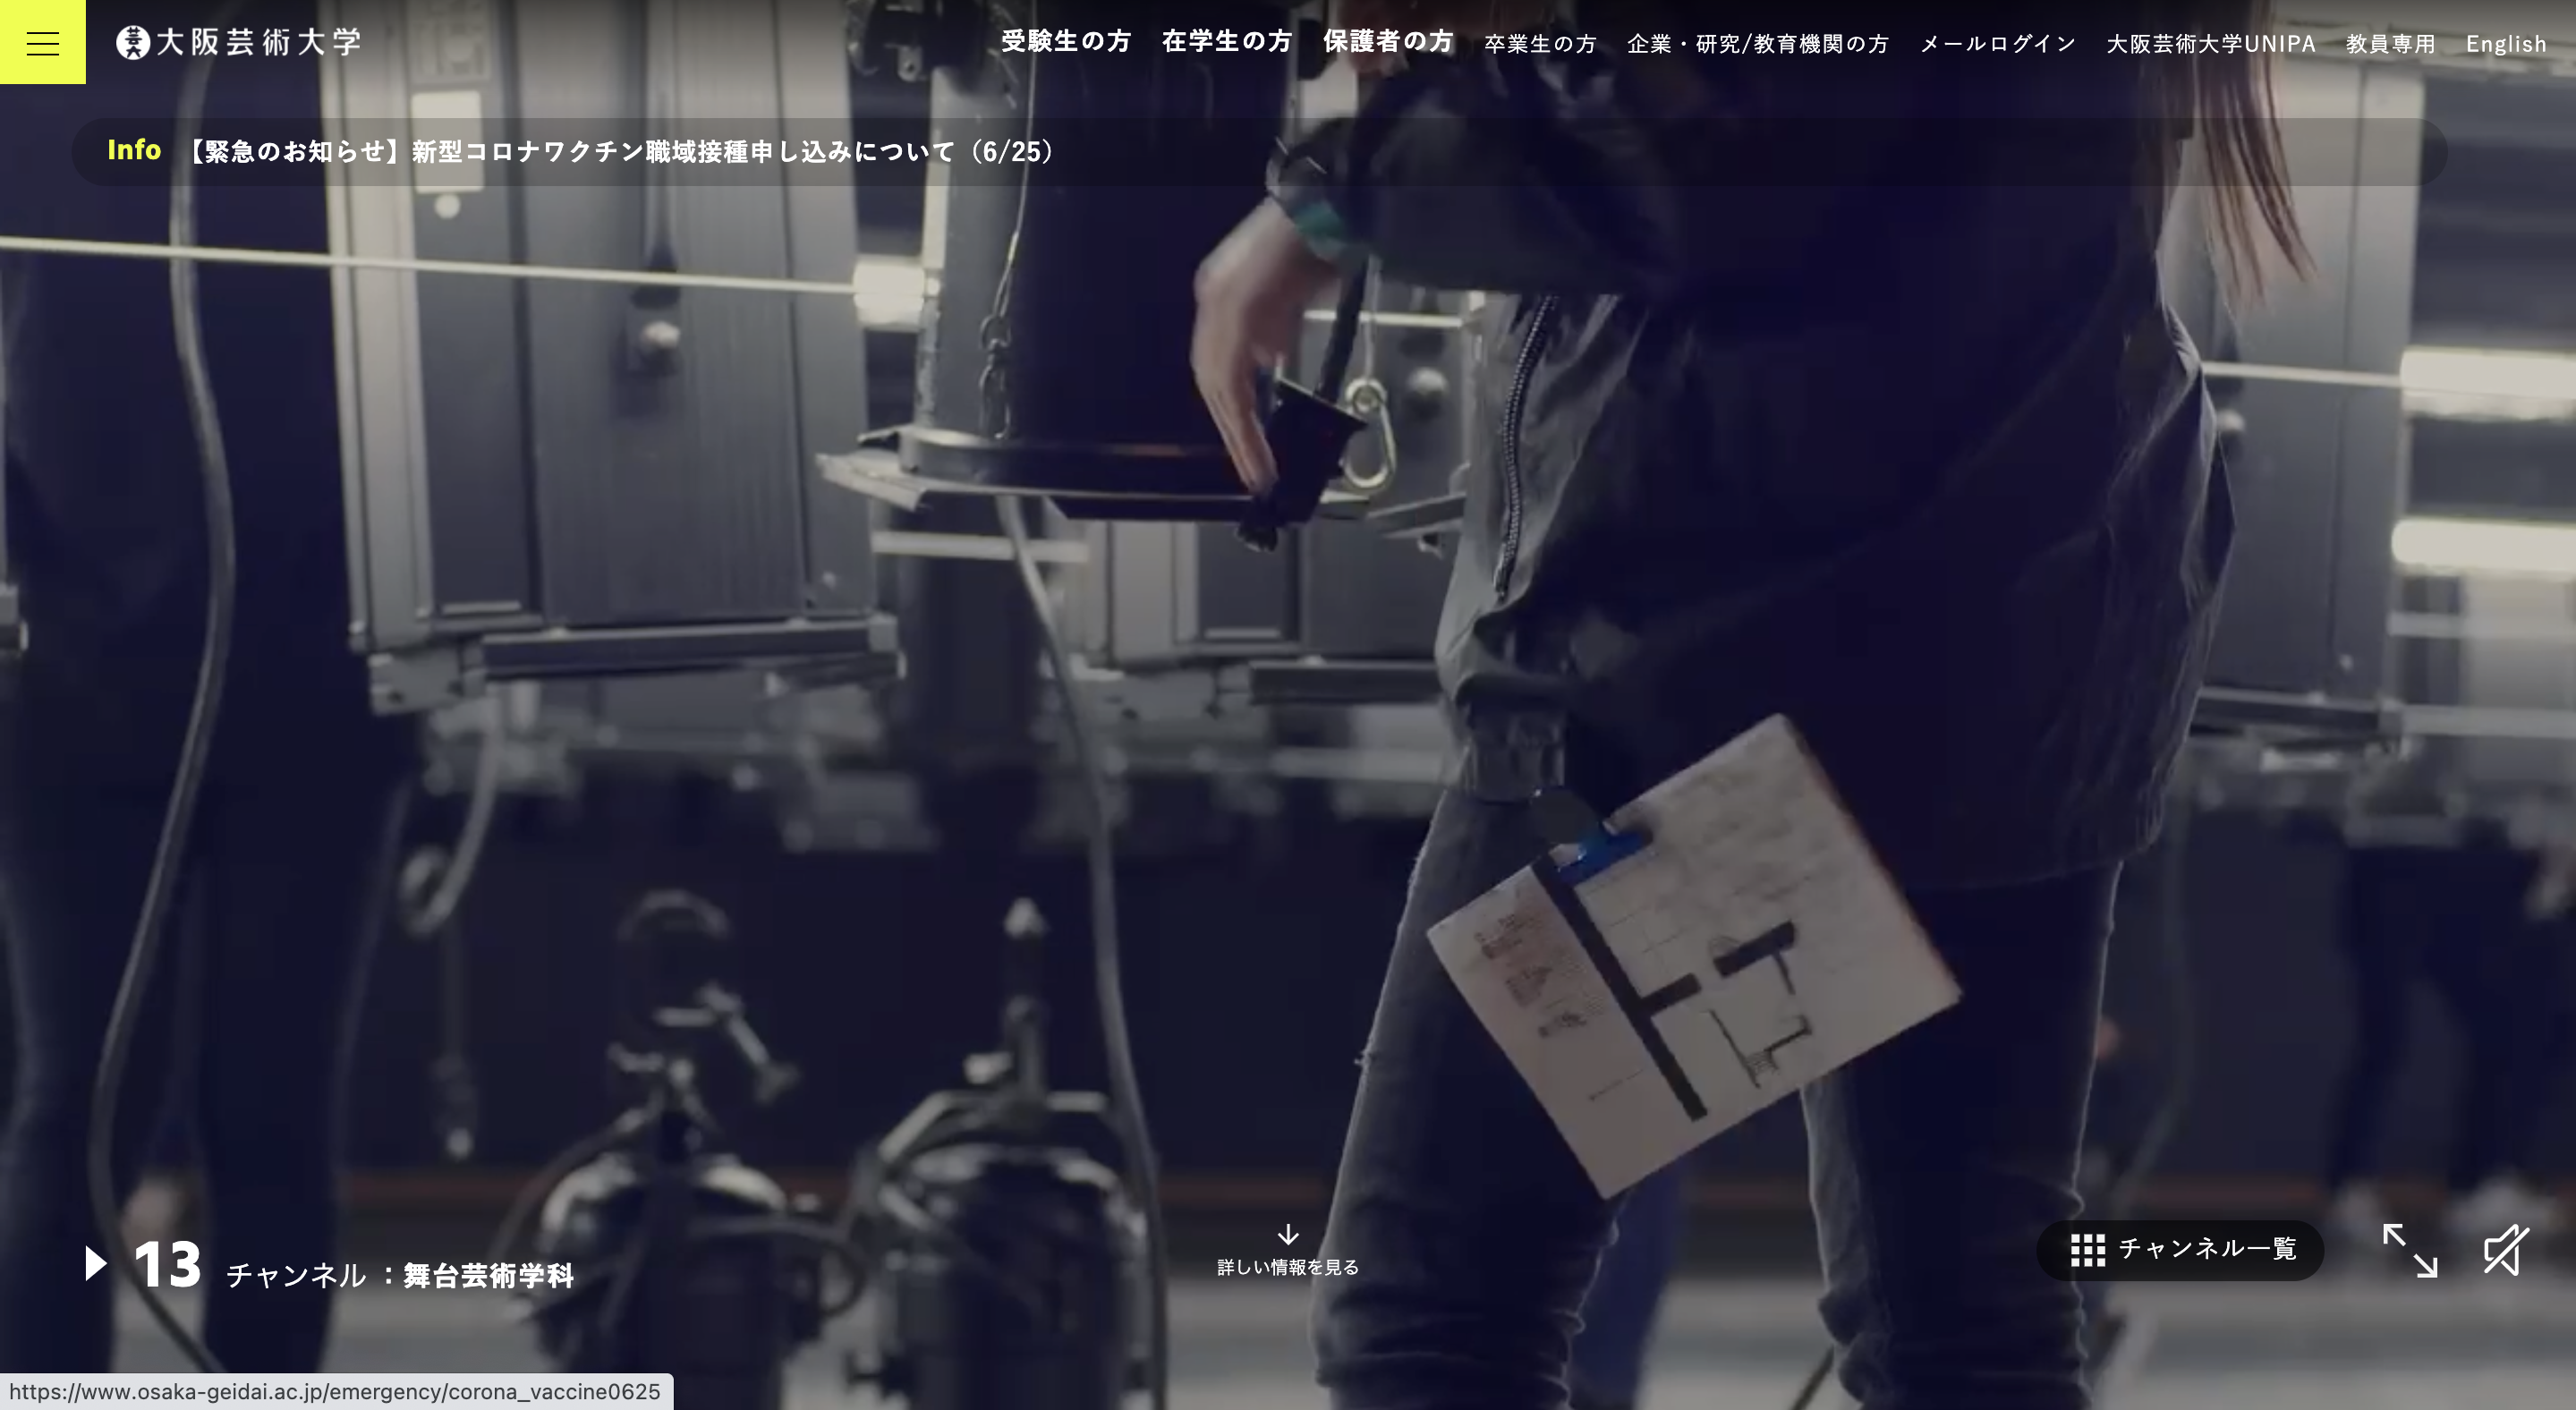 大阪芸術大学
受験生の方 在学生の方 保護者の方 卒業生の方 企業・研究/教育機関の方 メールログイン 大阪芸術大学UNIPA 教員専用 English
Info 【緊急のお知らせ】新型コロナワクチン職域接種申し込みについて（6/25）
13 チャンネル：舞台芸術学科
詳しい情報を見る
チャンネル一覧
https://www.osaka-geidai.ac.jp/emergency/corona_vaccine0625